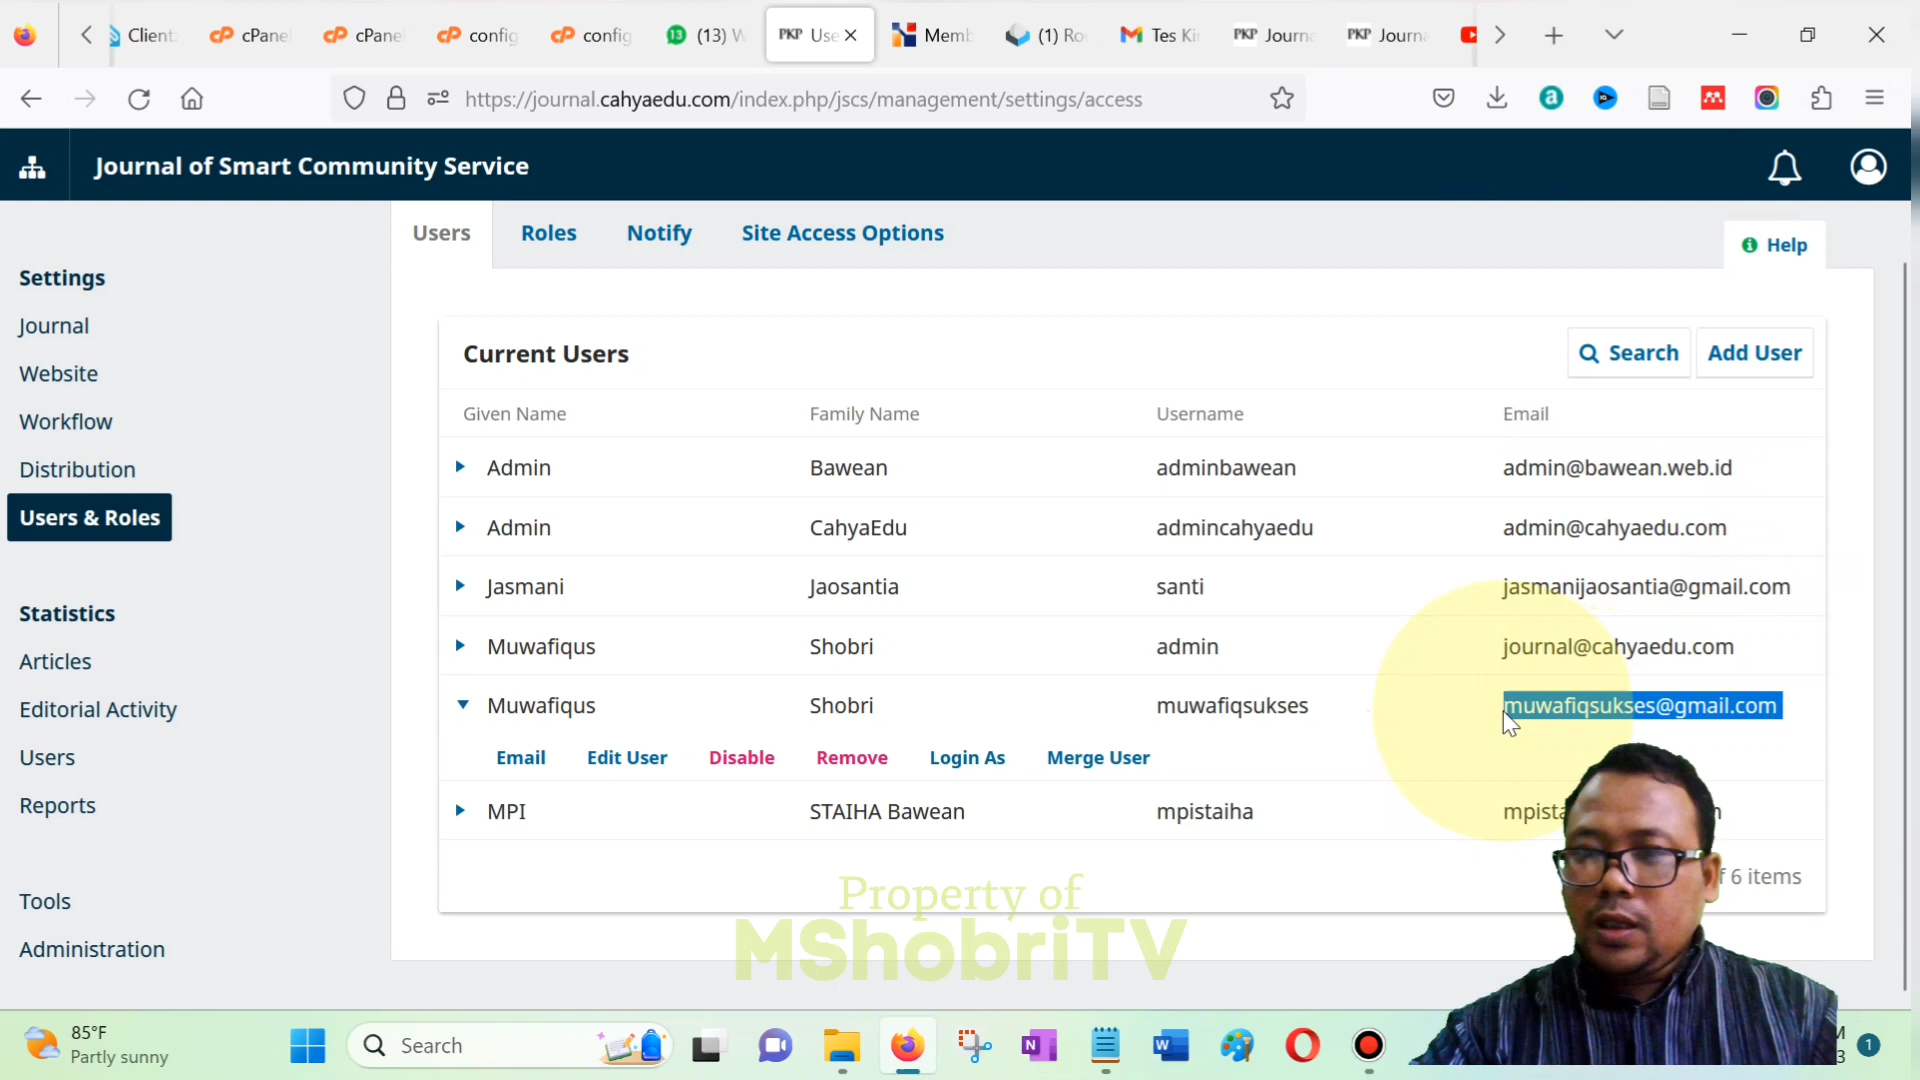 Client
cPanel
cPanel
config
config
13
(13) W
PKP Use
Memb
(1) Ro
Tes Ki
PKP Journa
PKP Journa
https://journal.cahyaedu.com/index.php/jscs/management/settings/access
Journal of Smart Community Service
Users
Roles
Notify
Site Access Options
Help
Settings
Journal
Website
Workflow
Distribution
Users & Roles
Statistics
Articles
Editorial Activity
Users
Reports
Tools
Administration
Current Users
Search
Add User
Given Name Family Name Username Email
Admin Bawean adminbawean admin@bawean.web.id
Admin CahyaEdu admincahyaedu admin@cahyaedu.com
Jasmani Jaosantia santi jasmanijaosantia@gmail.com
Muwafiqus Shobri admin journal@cahyaedu.com
Muwafiqus Shobri muwafiqsukses muwafiqsukses@gmail.com
Email Edit User Disable Remove Login As Merge User
MPI STAIHA Bawean mpistaiha mpista
f 6 items
Property of
MShobriTV
85°F
Partly sunny
Search
M
3
1